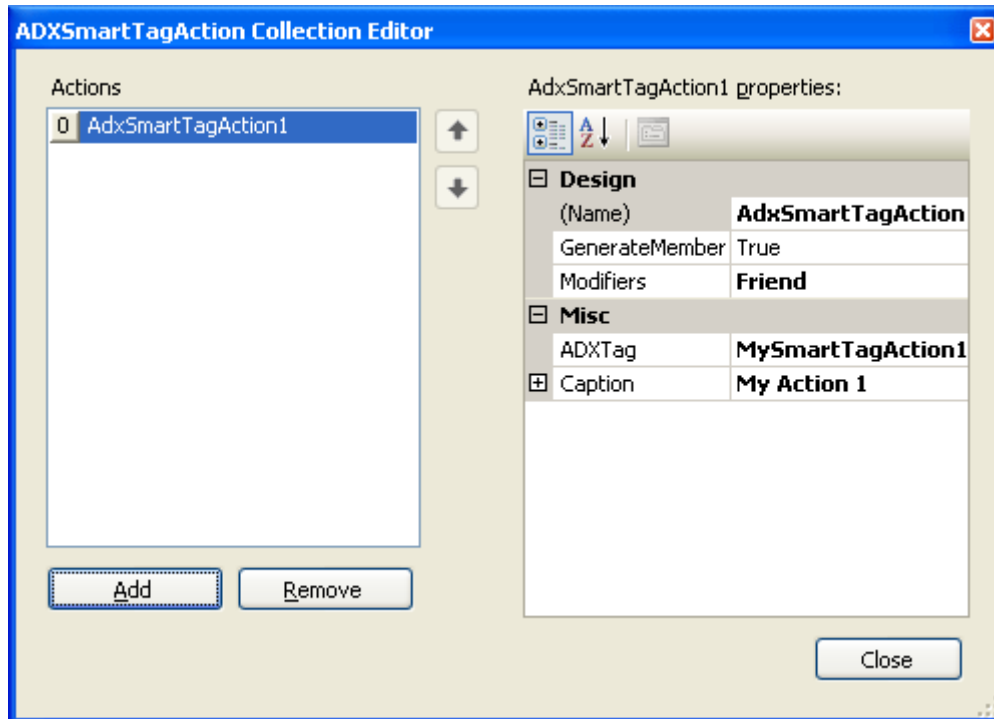 ADXSmartTagAction Collection Editor
Actions
AdxSmartTagAction1 properties:
0 AdxSmartTagAction1
A
Z
Design
(Name) AdxSmartTagAction
GenerateMember True
Modifiers Friend
Misc
ADXTag MySmartTagAction1
Caption My Action 1
Add Remove
Close